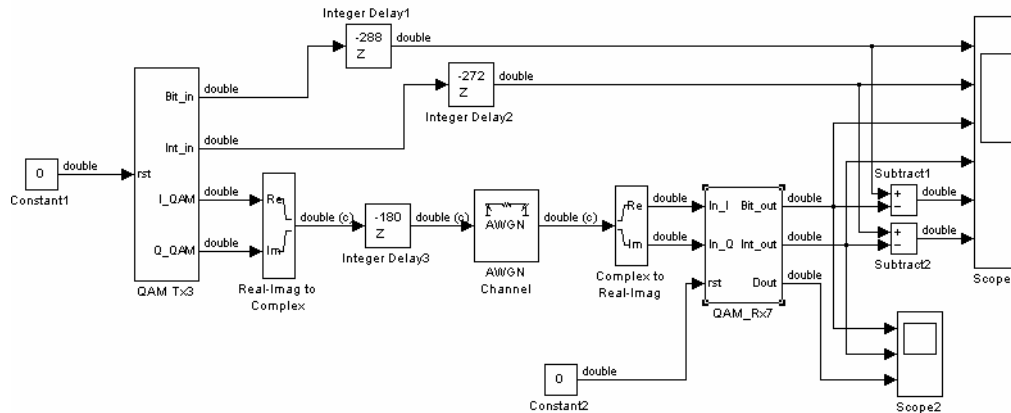 Integer Delay1
-288
Z
double
double
-272
Z
double
Integer Delay2
Bit_in
double
Int_in
double
0
double
Constant1
rst
I_QAM
double
Q_QAM
double
QAM Tx3
Re
Im
Real-Imag to
Complex
double (c)
-180
Z
Integer Delay3
double (c)
AWGN
AWGN
Channel
double (c)
Re
Im
Complex to
Real-Imag
double
double
In_I
In_Q
rst
Bit_out
Int_out
Dout
QAM_Rx7
double
double
double
Subtract1
+
−
double
+
−
double
Subtract2
Scope
0
double
Constant2
Scope2